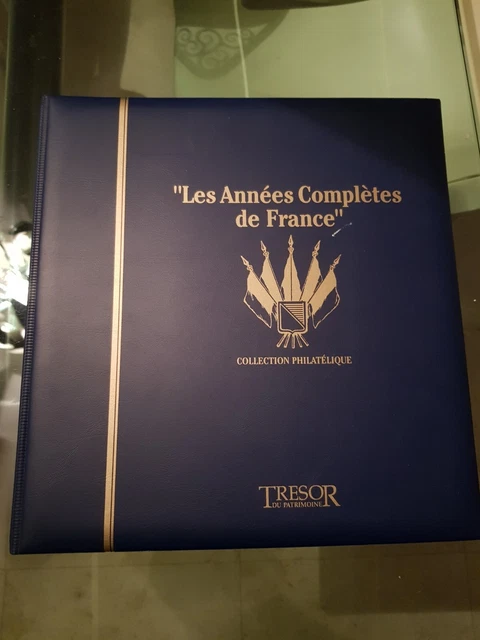 "Les Années Complètes
de France"
COLLECTION PHILATÉLIQUE
TRESOR
DU PATRIMOINE